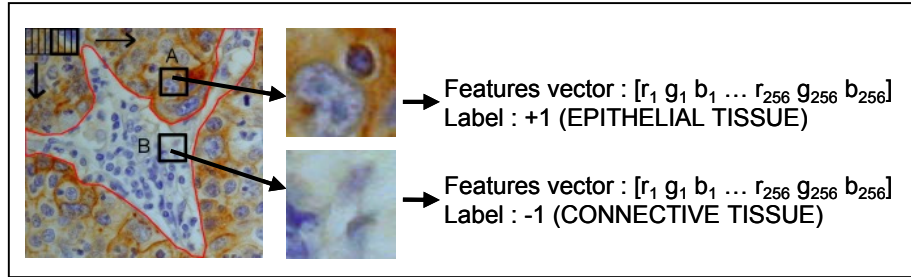 A
B
Features vector : [r₁ g₁ b₁ … r₂₅₆ g₂₅₆ b₂₅₆]
Label : +1 (EPITHELIAL TISSUE)
Features vector : [r₁ g₁ b₁ … r₂₅₆ g₂₅₆ b₂₅₆]
Label : -1 (CONNECTIVE TISSUE)